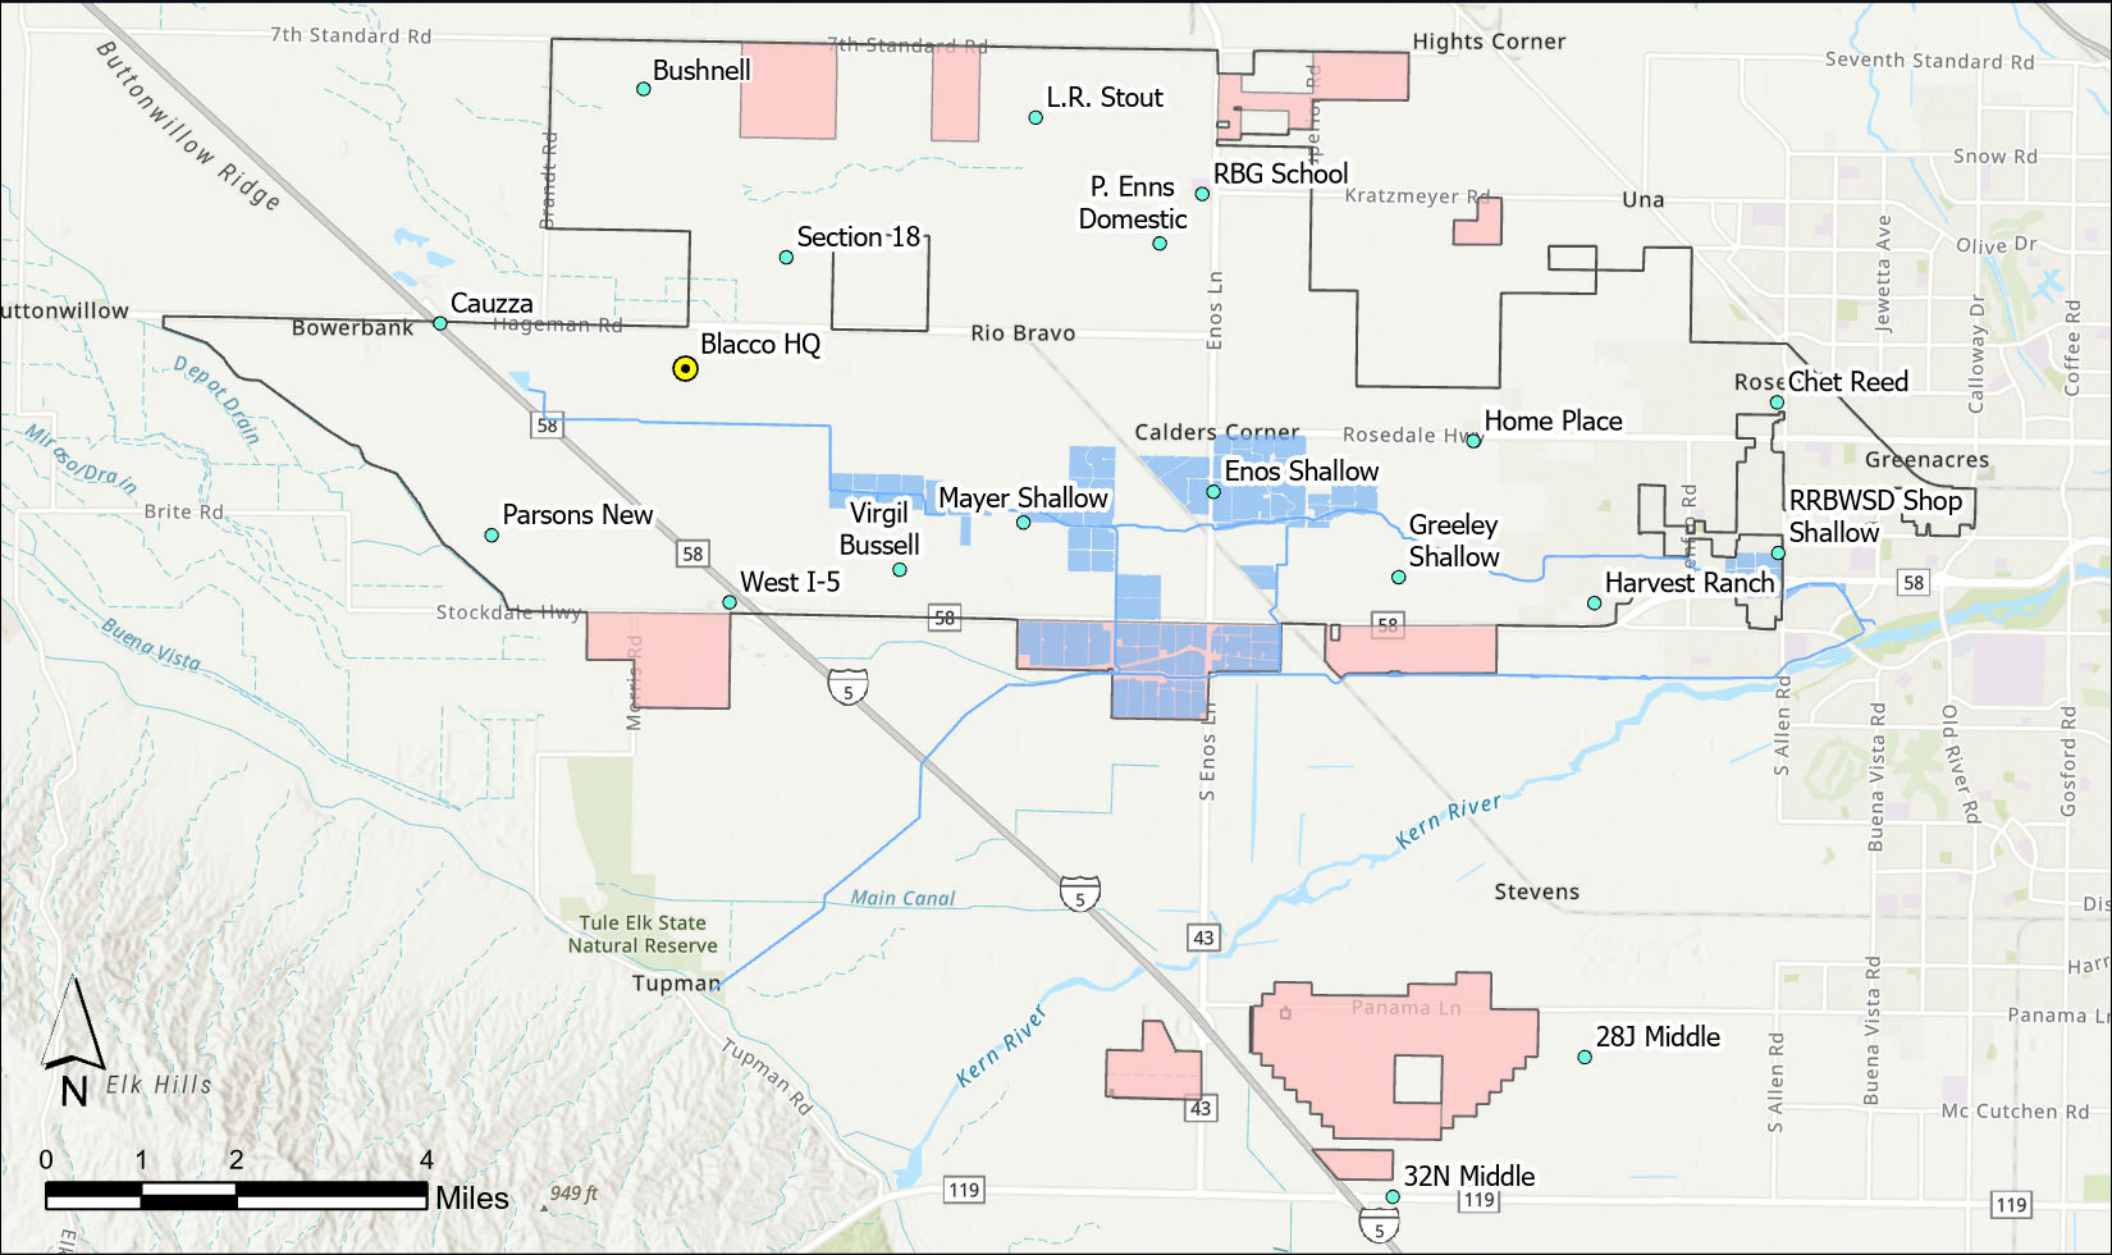 7th Standard Rd
7th Standard Rd
Hights Corner
Seventh Standard Rd
Buttonwillow Ridge
Bushnell
L.R. Stout
Brandt Rd
Snow Rd
RBG School
P. Enns
Domestic
Kratzmeyer Rd
Una
Section 18
Jewetta Ave
Olive Dr
Cauzza
uttonwillow
Bowerbank
Hageman Rd
Rio Bravo
Enos Ln
Calloway Dr
Coffee Rd
Blacco HQ
Depot Drain
Rose
Chet Reed
58
Home Place
Calders Corner
Rosedale Hwy
Greenacres
Enos Shallow
Mayer Shallow
Parsons New
Brite Rd
Virgil
Bussell
RRBWSD Shop
Shallow
Greeley
Shallow
58
West I-5
Harvest Ranch
58
Stockdale Hwy
58
58
Buena Vista
Morris Rd
5
S Enos Ln
S Allen Rd
Buena Vista Rd
Old River Rd
Gosford Rd
Kern River
5
Main Canal
Stevens
Tule Elk State
Natural Reserve
43
Tupman
Panama Ln
Panama Ln
28J Middle
Kern River
Tupman Rd
S Allen Rd
Buena Vista Rd
N
Elk Hills
43
Mc Cutchen Rd
0 1 2 4
Miles
949 ft
119
32N Middle
119
119
5